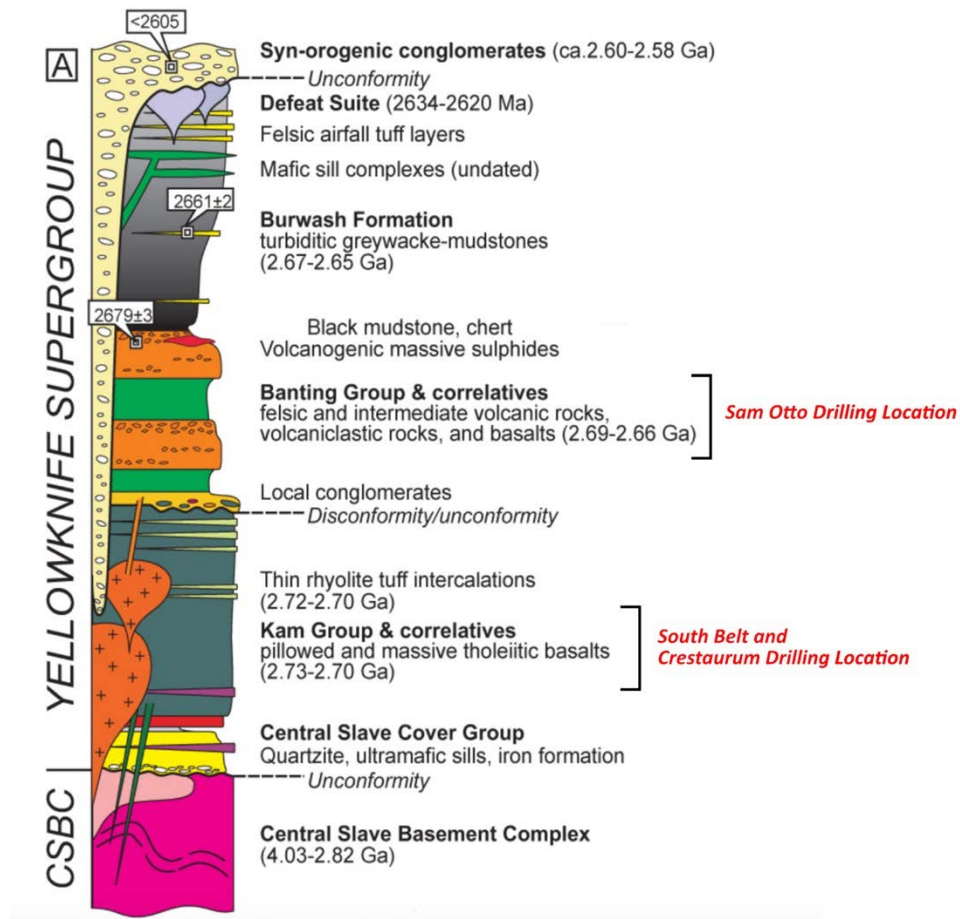 <2605
A
Syn-orogenic conglomerates (ca.2.60-2.58 Ga)
Unconformity
Defeat Suite (2634-2620 Ma)
Felsic airfall tuff layers
Mafic sill complexes (undated)
2661±2
Burwash Formation
turbiditic greywacke-mudstones
(2.67-2.65 Ga)
2679±3
Black mudstone, chert
Volcanogenic massive sulphides
Banting Group & correlatives
felsic and intermediate volcanic rocks,
volcaniclastic rocks, and basalts (2.69-2.66 Ga)
Sam Otto Drilling Location
Local conglomerates
Disconformity/unconformity
Thin rhyolite tuff intercalations
(2.72-2.70 Ga)
Kam Group & correlatives
pillowed and massive tholeiitic basalts
(2.73-2.70 Ga)
South Belt and
Crestaurum Drilling Location
Central Slave Cover Group
Quartzite, ultramafic sills, iron formation
Unconformity
Central Slave Basement Complex
(4.03-2.82 Ga)
YELLOWKNIFE SUPERGROUP
CSBC